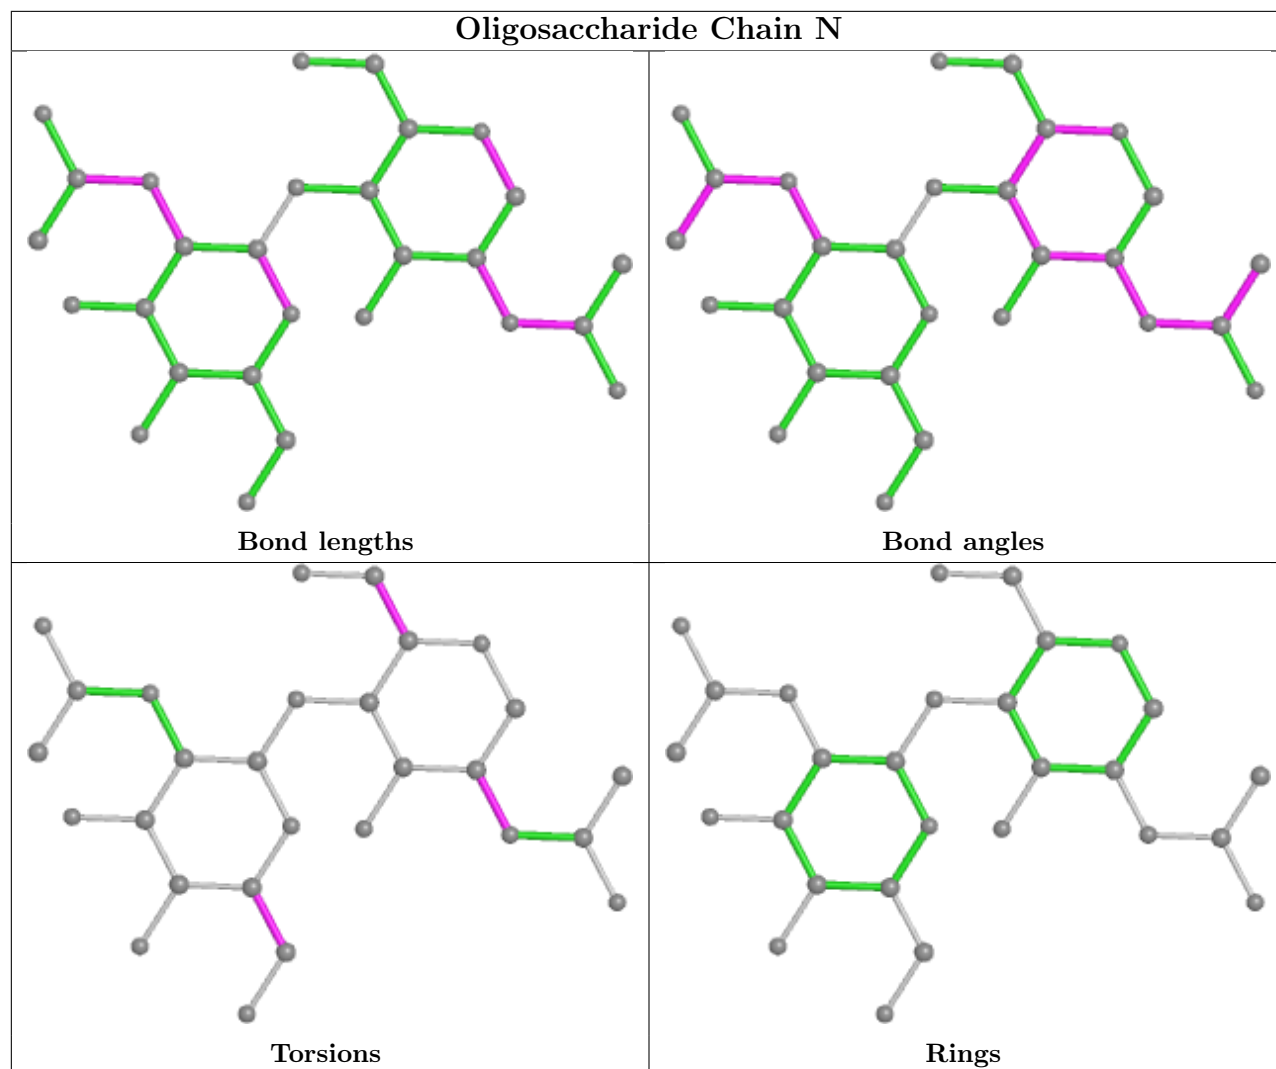 Oligosaccharide Chain N
Bond lengths
Bond angles
Torsions
Rings